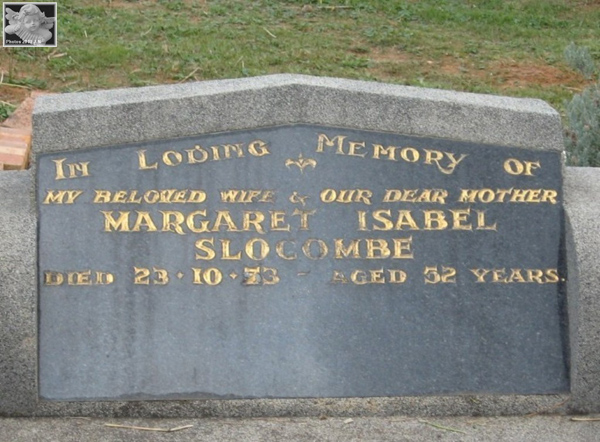 In Loving Memory of
My Beloved Wife & Our Dear Mother
Margaret Isabel
Slocombe
Died 23 · 10 · 73 - Aged 52 Years.